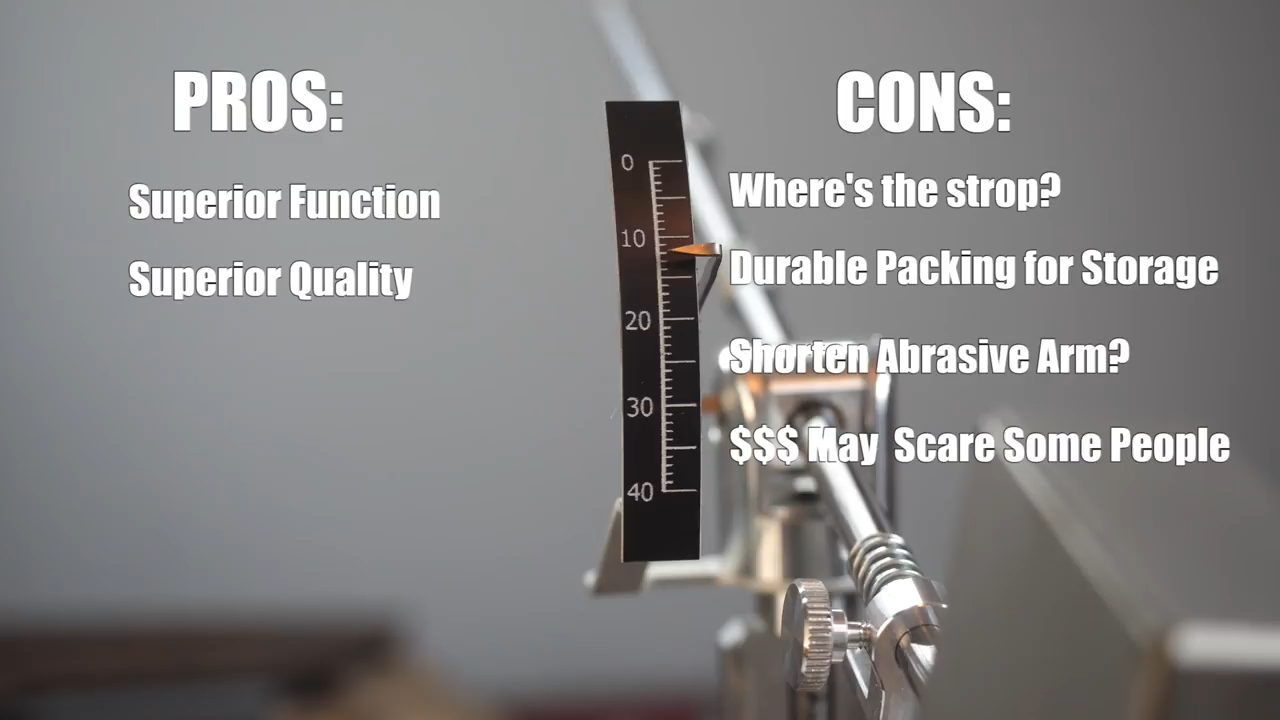 PROS:
Superior Function
Superior Quality
CONS:
Where's the strop?
Durable Packing for Storage
Shorten Abrasive Arm?
$$$ May  Scare Some People
0
10
20
30
40